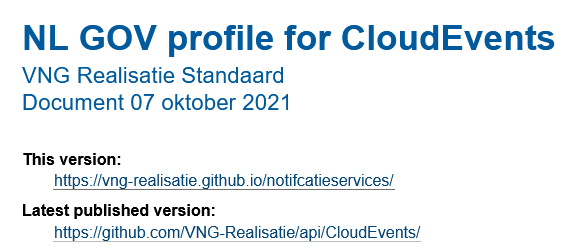 NL GOV profile for CloudEvents
VNG Realisatie Standaard
Document 07 oktober 2021
This version:
https://vng-realisatie.github.io/notifcatieservices/
Latest published version:
https://github.com/VNG-Realisatie/api/CloudEvents/